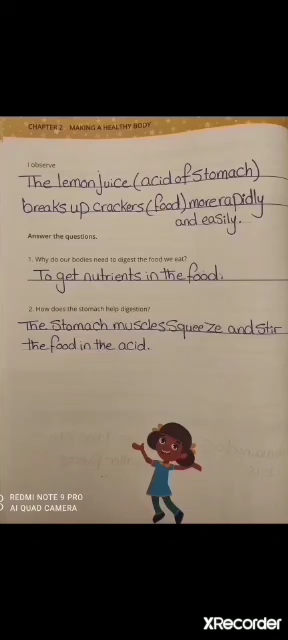 CHAPTER 2 MAKING A HEALTHY BODY
I observe
The lemon juice (acid of stomach)
breaks up crackers (food) more rapidly
and easily.
Answer the questions.
1. Why do our bodies need to digest the food we eat?
To get nutrients in the food.
2. How does the stomach help digestion?
The Stomach muscles Squeeze and stir
the food in the acid.
REDMI NOTE 9 PRO
AI QUAD CAMERA
XRecorder